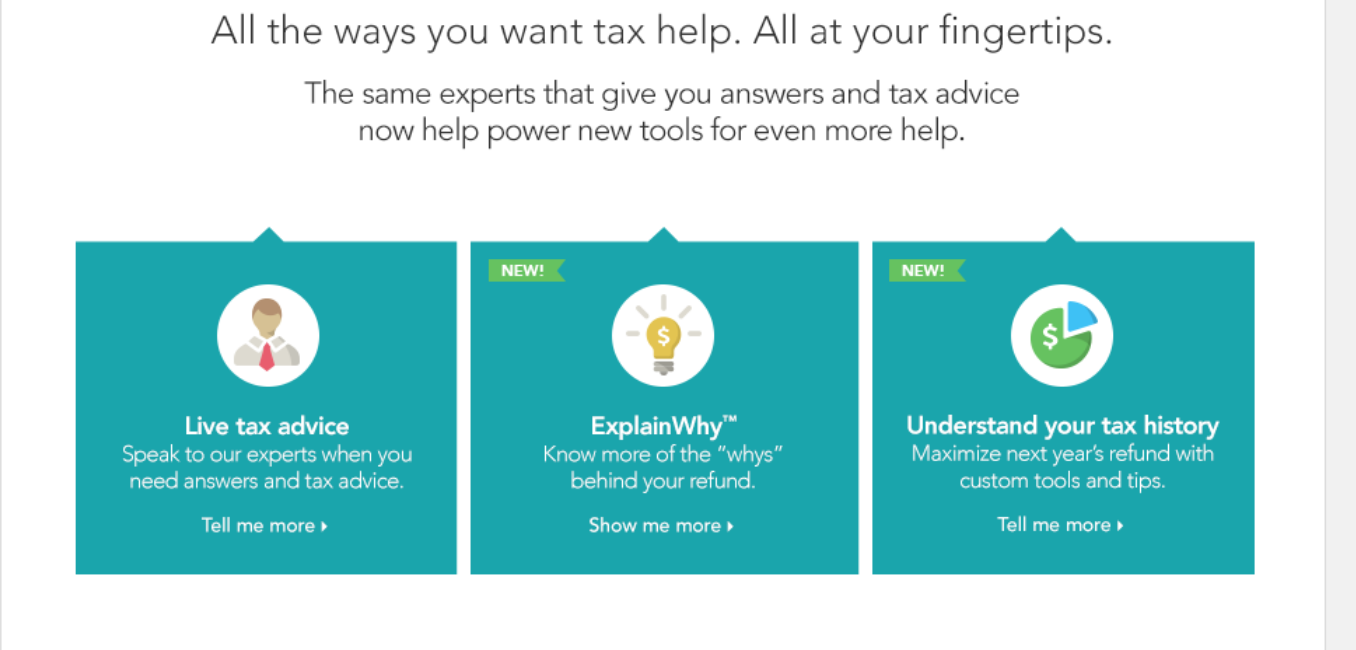 All the ways you want tax help. All at your fingertips.
The same experts that give you answers and tax advice
now help power new tools for even more help.
Live tax advice
Speak to our experts when you
need answers and tax advice.
Tell me more
NEW!
$
ExplainWhy™
Know more of the “whys”
behind your refund.
Show me more
NEW!
$
Understand your tax history
Maximize next year’s refund with
custom tools and tips.
Tell me more